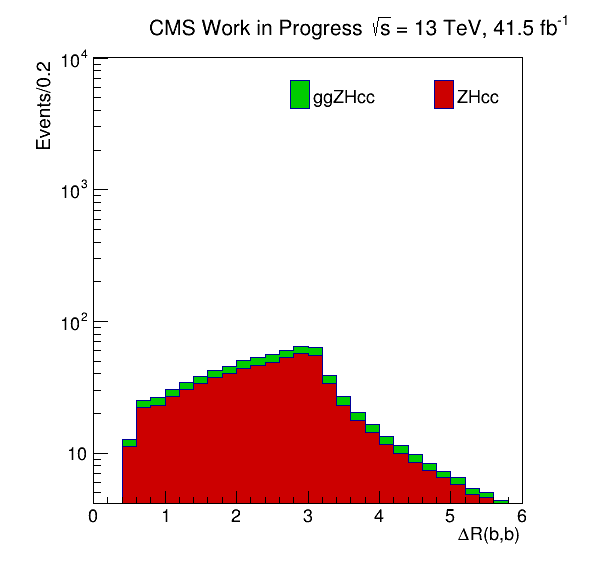 CMS Work in Progress √s = 13 TeV, 41.5 fb⁻¹
Events/0.2
10⁴
10³
10²
10
ggZHcc ZHcc
0 1 2 3 4 5 6
ΔR(b,b)